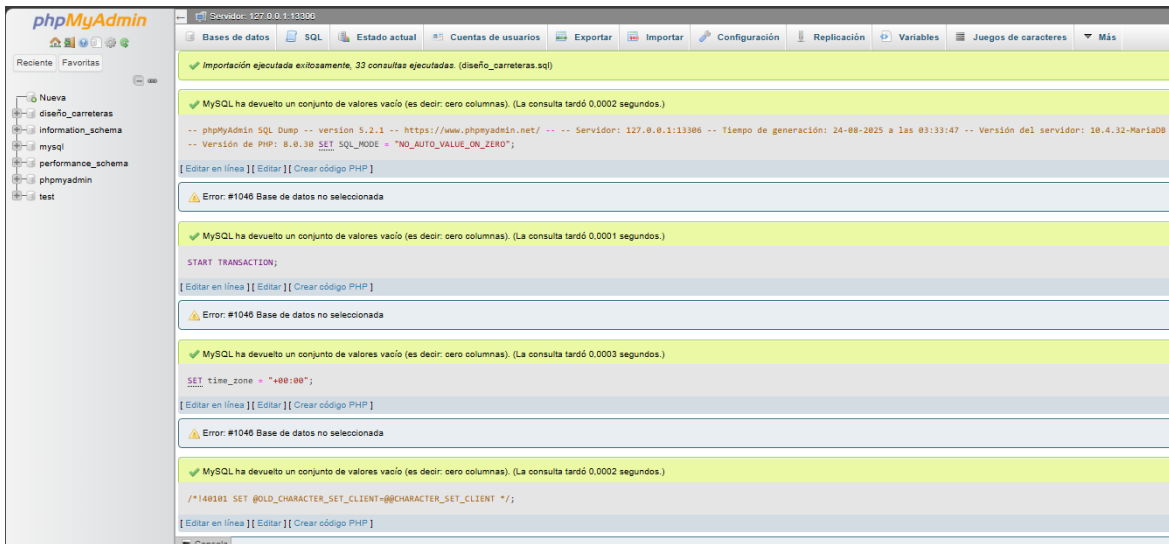 phpMyAdmin
Reciente Favoritas
Nueva
diseño_carreteras
information_schema
mysql
performance_schema
phpmyadmin
test
Servidor: 127.0.0.1:13306
Bases de datos SQL Estado actual Cuentas de usuarios Exportar Importar Configuración Replicación Variables Juegos de caracteres Más
Importación ejecutada exitosamente, 33 consultas ejecutadas. (diseño_carreteras.sql)
MySQL ha devuelto un conjunto de valores vacío (es decir: cero columnas). (La consulta tardó 0,0002 segundos.)
-- phpMyAdmin SQL Dump -- version 5.2.1 -- https://www.phpmyadmin.net/ -- -- Servidor: 127.0.0.1:13306 -- Tiempo de generación: 24-08-2025 a las 03:33:47 -- Versión del servidor: 10.4.32-MariaDB
-- Versión de PHP: 8.0.30 SET SQL_MODE = "NO_AUTO_VALUE_ON_ZERO";
[ Editar en línea ] [ Editar ] [ Crear código PHP ]
Error: #1046 Base de datos no seleccionada
MySQL ha devuelto un conjunto de valores vacío (es decir: cero columnas). (La consulta tardó 0,0001 segundos.)
START TRANSACTION;
[ Editar en línea ] [ Editar ] [ Crear código PHP ]
Error: #1046 Base de datos no seleccionada
MySQL ha devuelto un conjunto de valores vacío (es decir: cero columnas). (La consulta tardó 0,0003 segundos.)
SET time_zone = "+00:00";
[ Editar en línea ] [ Editar ] [ Crear código PHP ]
Error: #1046 Base de datos no seleccionada
MySQL ha devuelto un conjunto de valores vacío (es decir: cero columnas). (La consulta tardó 0,0002 segundos.)
/*!40101 SET @OLD_CHARACTER_SET_CLIENT=@@CHARACTER_SET_CLIENT */;
[ Editar en línea ] [ Editar ] [ Crear código PHP ]
Consola